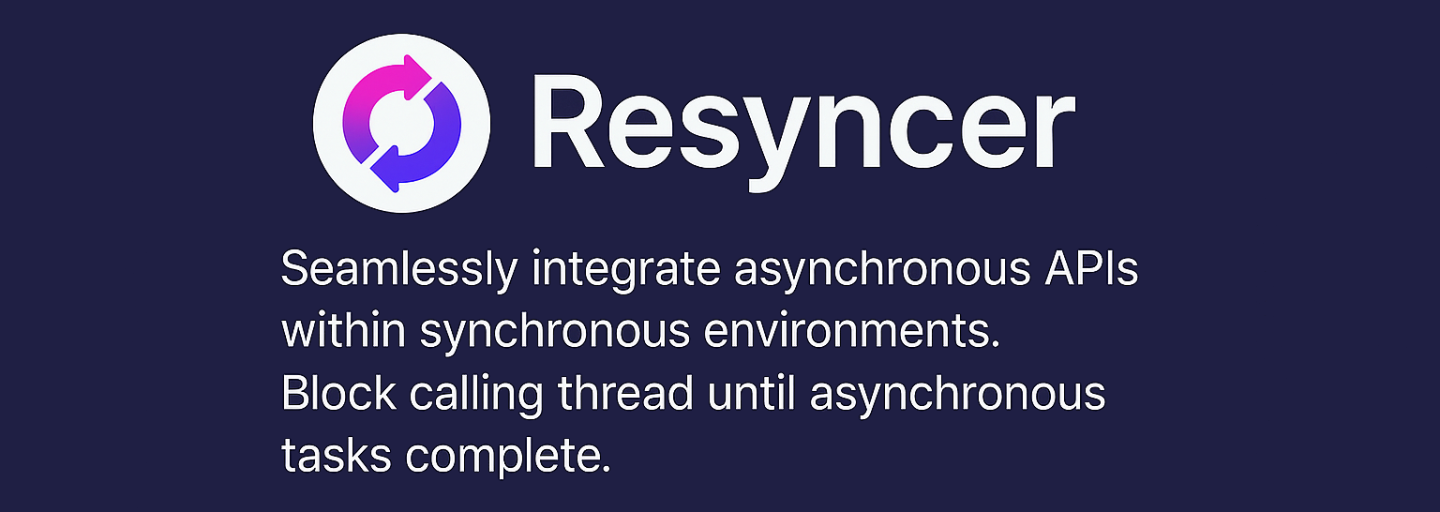 Resyncer
Seamlessly integrate asynchronous APIs
within synchronous environments.
Block calling thread until asynchronous
tasks complete.